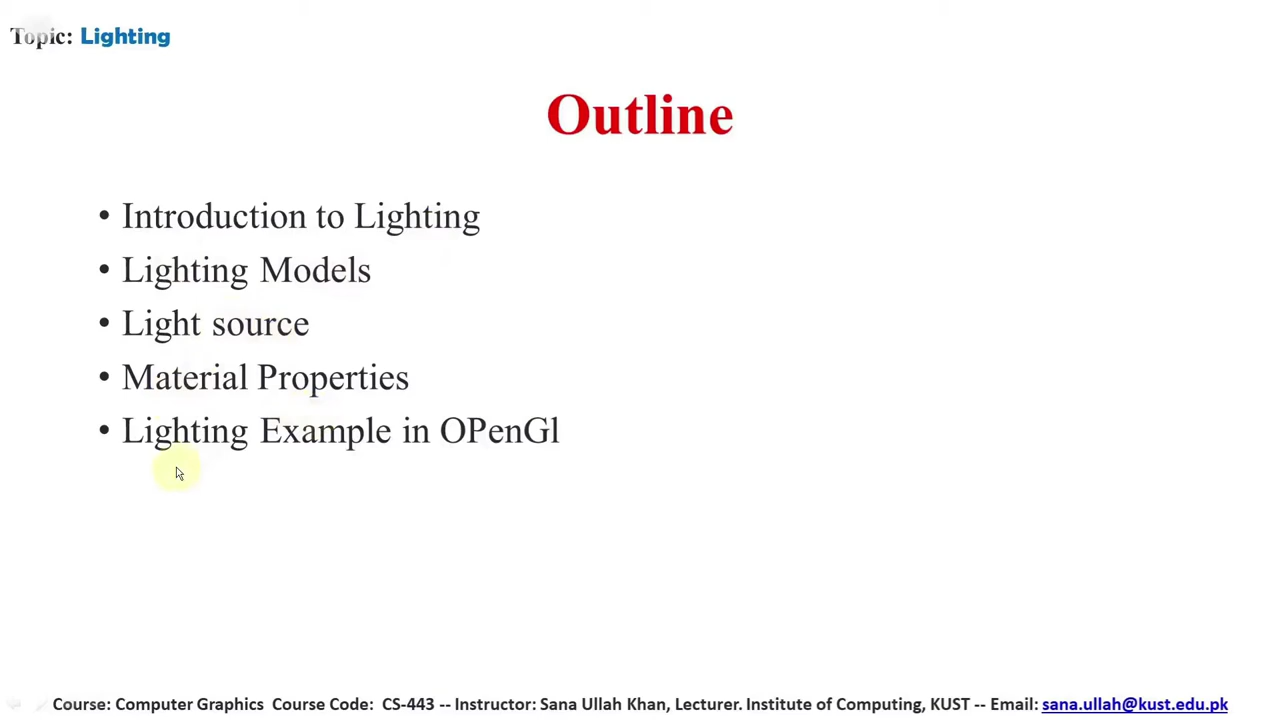 Topic: Lighting
Outline
• Introduction to Lighting
• Lighting Models
• Light source
• Material Properties
• Lighting Example in OPenGl
Course: Computer Graphics Course Code: CS-443 -- Instructor: Sana Ullah Khan, Lecturer. Institute of Computing, KUST -- Email: sana.ullah@kust.edu.pk